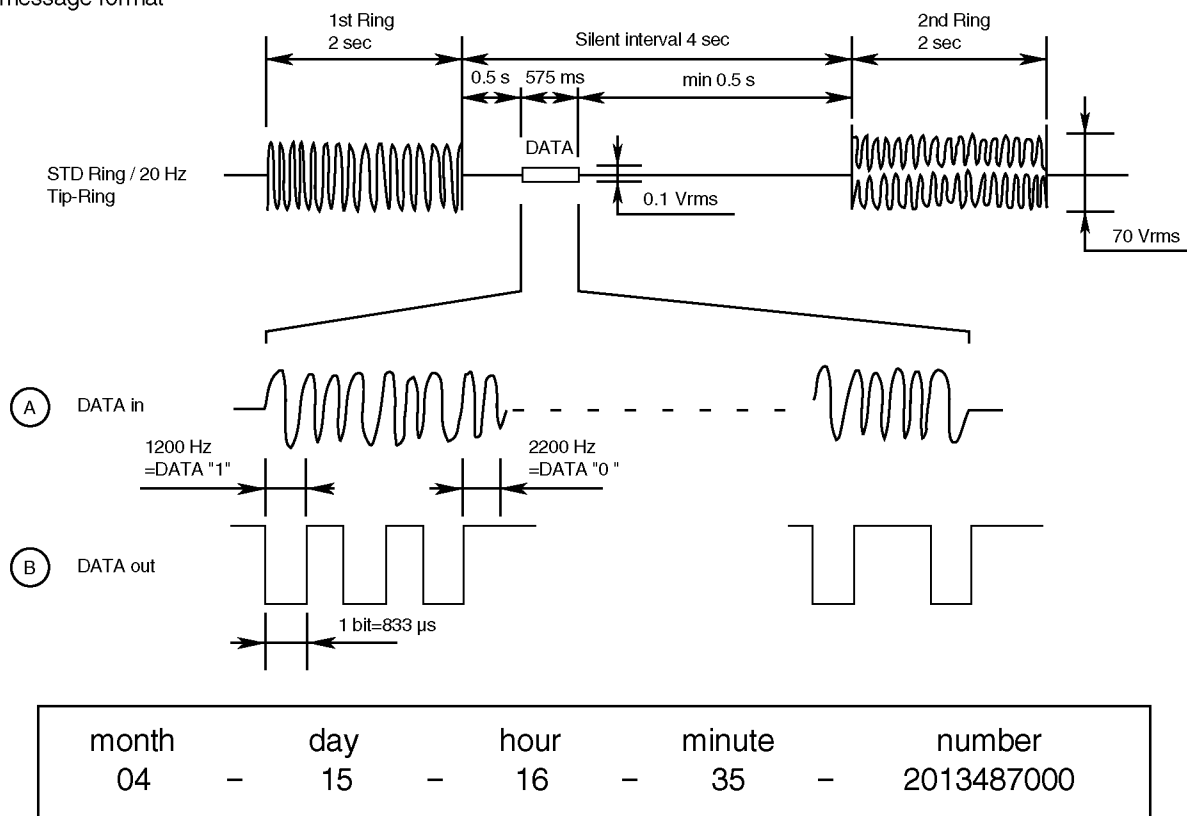 message format
1st Ring
2 sec
Silent interval 4 sec
2nd Ring
2 sec
0.5 s
575 ms
min 0.5 s
DATA
STD Ring / 20 Hz
Tip-Ring
0.1 Vrms
70 Vrms
A
DATA in
1200 Hz
=DATA "1"
2200 Hz
=DATA "0 "
B
DATA out
1 bit=833 µs
month day hour minute number
04 – 15 – 16 – 35 – 2013487000